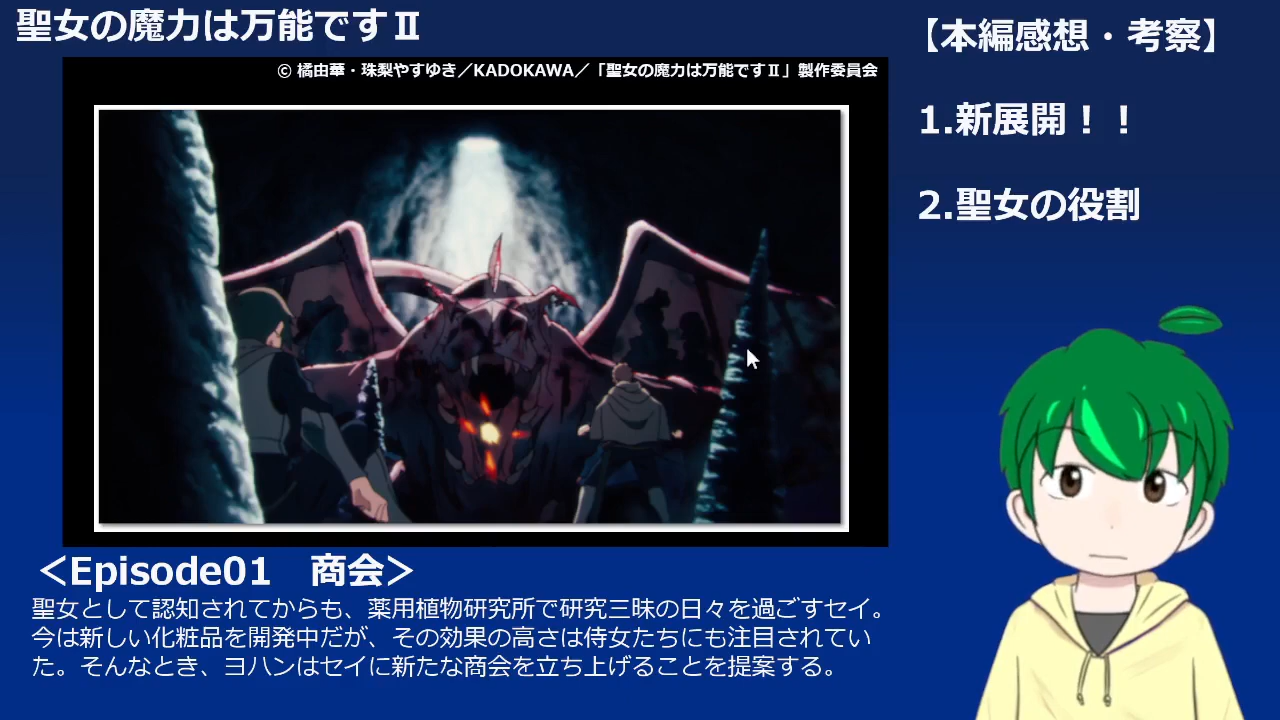 聖女の魔力は万能ですⅡ
© 橘由華・珠梨やすゆき／KADOKAWA／「聖女の魔力は万能ですⅡ」製作委員会
【本編感想・考察】
1.新展開！！
2.聖女の役割
＜Episode01　商会＞
聖女として認知されてからも、薬用植物研究所で研究三昧の日々を過ごすセイ。
今は新しい化粧品を開発中だが、その効果の高さは侍女たちにも注目されてい
た。そんなとき、ヨハンはセイに新たな商会を立ち上げることを提案する。